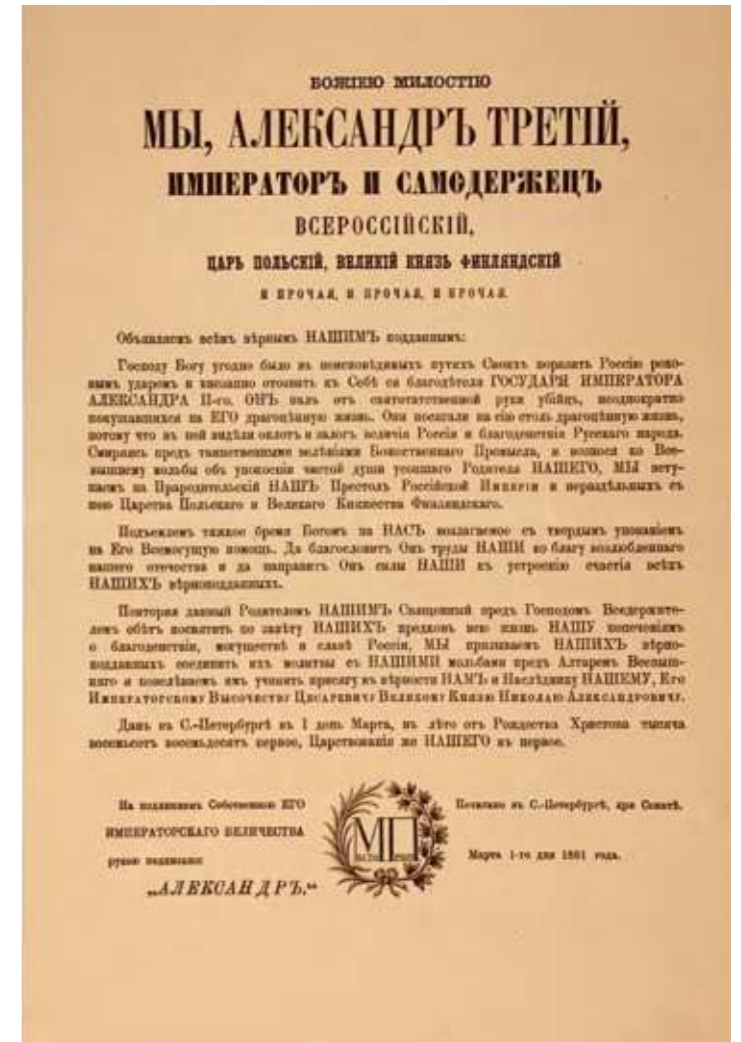 БОЖІЕЮ МИЛОСТІЮ
МЫ, АЛЕКСАНДРЪ ТРЕТІЙ,
ИМПЕРАТОРЪ И САМОДЕРЖЕЦЪ
ВСЕРОССІЙСКІЙ,
ЦАРЬ ПОЛЬСКІЙ, ВЕЛИКІЙ КНЯЗЬ ФИНЛЯНДСКІЙ
И ПРОЧАЯ, И ПРОЧАЯ, И ПРОЧАЯ.
Объявляемъ всѣмъ вѣрнымъ НАШИМЪ подданнымъ:
Господу Богу угодно было въ неисповѣдимыхъ путяхъ Своихъ поразить Россію роко-
вымъ ударомъ и внезапно отозвать къ Себѣ ея благодѣтеля ГОСУДАРЯ ИМПЕРАТОРА
АЛЕКСАНДРА II-го. ОНЪ палъ отъ святотатственной руки убійцъ, неоднократно
покушавшихся на ЕГО драгоцѣнную жизнь. Они посягали на сію столь драгоцѣнную жизнь,
потому что въ ней видѣли оплотъ и залогъ величія Россіи и благоденствія Русскаго народа.
Смиряясь предъ таинственными велѣніями Божественнаго Промысла, и вознося ко Все-
вышнему мольбы объ упокоеніи чистой души усопшаго Родителя НАШЕГО, МЫ всту-
паемъ на Прародительскій НАШЪ Престолъ Россійской Имперіи и нераздѣльныхъ съ
нею Царства Польскаго и Великаго Княжества Финляндскаго.
Подъемлемъ тяжкое бремя Богомъ на НАСЪ возлагаемое съ твердымъ упованіемъ
на Его Всемогущую помощь. Да благословитъ Онъ труды НАШИ ко благу возлюбленнаго
нашего отечества и да направитъ Онъ силы НАШИ къ устроенію счастія всѣхъ
НАШИХЪ вѣрноподданныхъ.
Повторяя данный Родителемъ НАШИМЪ Священный предъ Господомъ Вседержите-
лемъ обѣтъ посвятить по завѣту НАШИХЪ предковъ всю жизнь НАШУ попеченіямъ
о благоденствіи, могуществѣ и славѣ Россіи, МЫ призываемъ НАШИХЪ вѣрно-
подданныхъ соединить ихъ молитвы съ НАШИМИ мольбами предъ Алтаремъ Всевыш-
няго и повелѣваемъ имъ учинить присягу въ вѣрности НАМЪ и Наслѣднику НАШЕМУ, Его
Императорскому Высочеству Цесаревичу Великому Князю Николаю Александровичу.
Данъ въ С.-Петербургѣ въ 1 день Марта, въ лѣто отъ Рождества Христова тысяча
восемьсотъ восемьдесятъ первое, Царствованія же НАШЕГО въ первое.
На подлинномъ Собственною ЕГО
ИМПЕРАТОРСКАГО ВЕЛИЧЕСТВА
рукою подписано:
„АЛЕКСАНДРЪ."
МП
Печатано въ С.-Петербургѣ, при Сенатѣ.
Марта 1-го дня 1881 года.